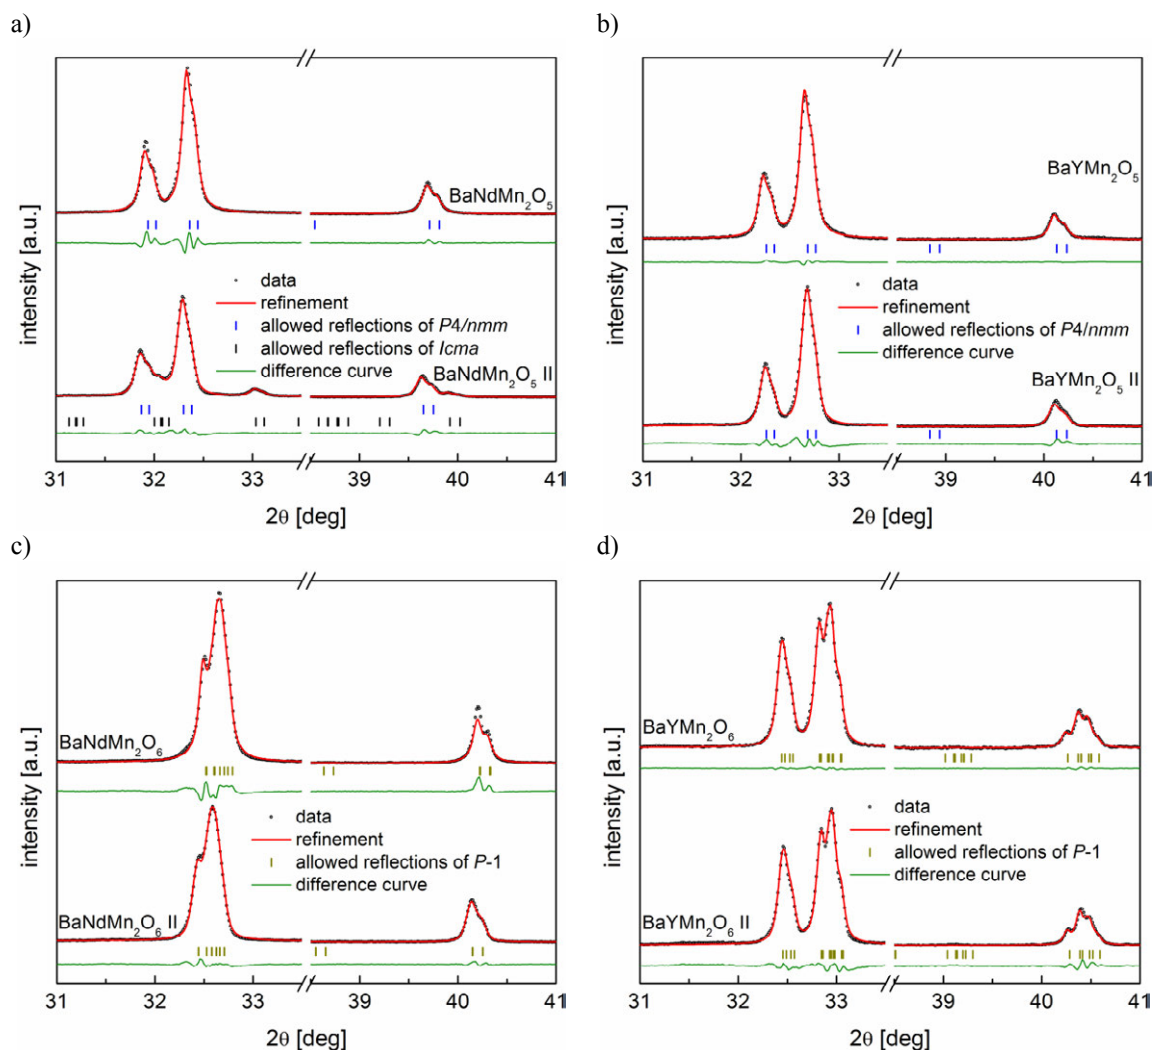 a)
intensity [a.u.]
BaNdMn₂O₅
data
refinement
allowed reflections of P4/nmm
allowed reflections of Icma
difference curve
BaNdMn₂O₅ II
31 32 33 39 40 41
2θ [deg]
b)
intensity [a.u.]
BaYMn₂O₅
data
refinement
allowed reflections of P4/nmm
difference curve
BaYMn₂O₅ II
31 32 33 39 40 41
2θ [deg]
c)
intensity [a.u.]
BaNdMn₂O₆
data
refinement
allowed reflections of P-1
difference curve
BaNdMn₂O₆ II
31 32 33 39 40 41
2θ [deg]
d)
intensity [a.u.]
BaYMn₂O₆
data
refinement
allowed reflections of P-1
difference curve
BaYMn₂O₆ II
31 32 33 39 40 41
2θ [deg]